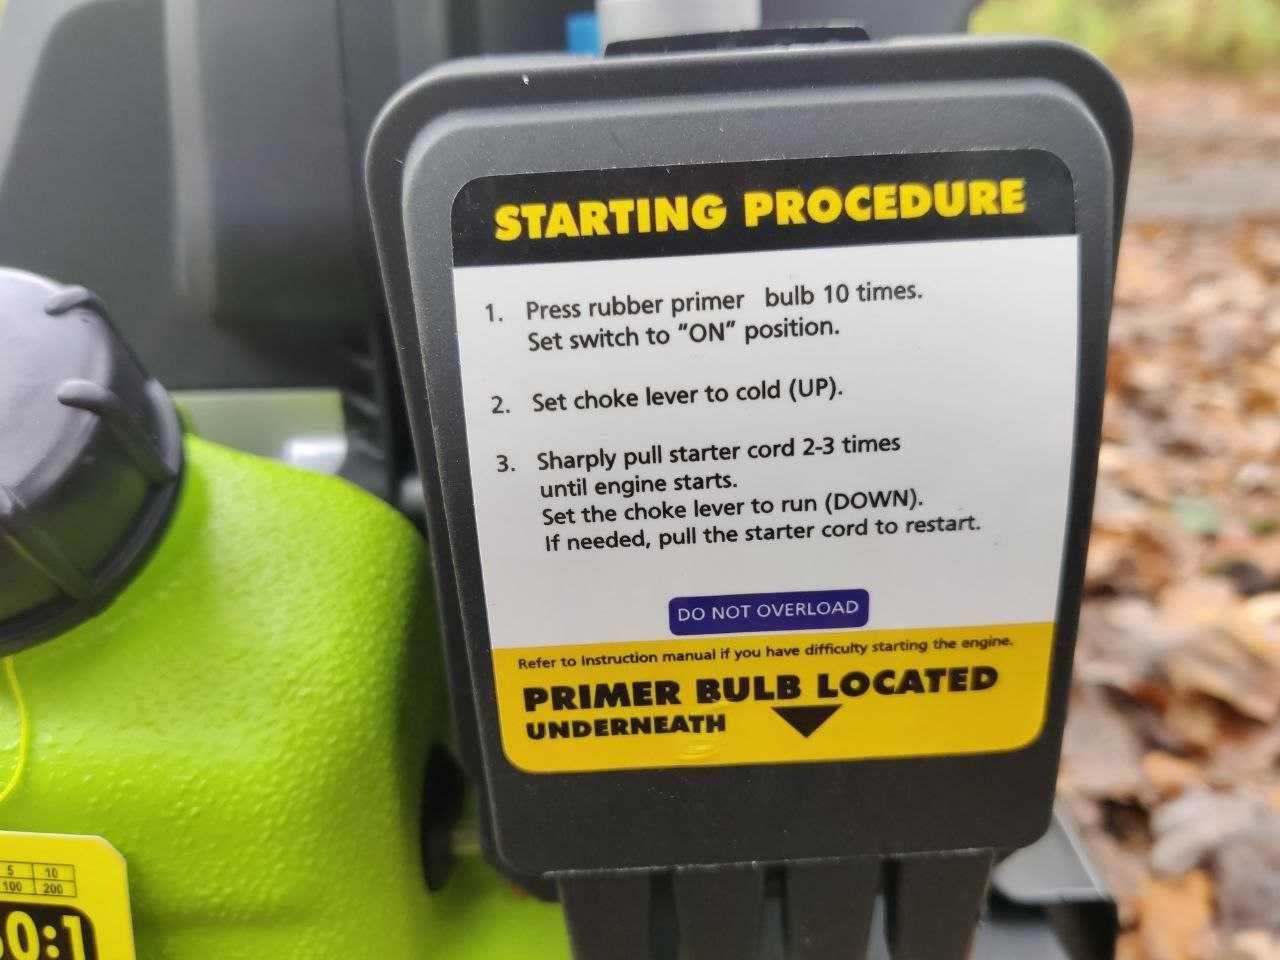 STARTING PROCEDURE
1. Press rubber primer bulb 10 times.
Set switch to "ON" position.
2. Set choke lever to cold (UP).
3. Sharply pull starter cord 2-3 times
until engine starts.
Set the choke lever to run (DOWN).
If needed, pull the starter cord to restart.
DO NOT OVERLOAD
Refer to Instruction manual if you have difficulty starting the engine.
PRIMER BULB LOCATED
UNDERNEATH
5 10
100 200
0:1